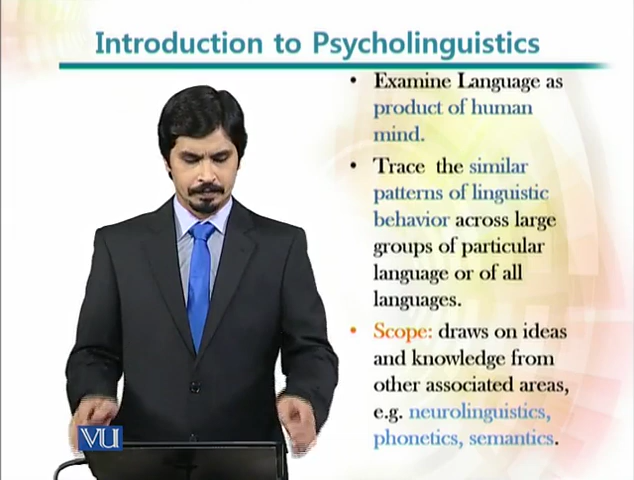 Introduction to Psycholinguistics
• Examine Language as
product of human
mind.
• Trace the similar
patterns of linguistic
behavior across large
groups of particular
language or of all
languages.
• Scope: draws on ideas
and knowledge from
other associated areas,
e.g. neurolinguistics,
phonetics, semantics.
VU